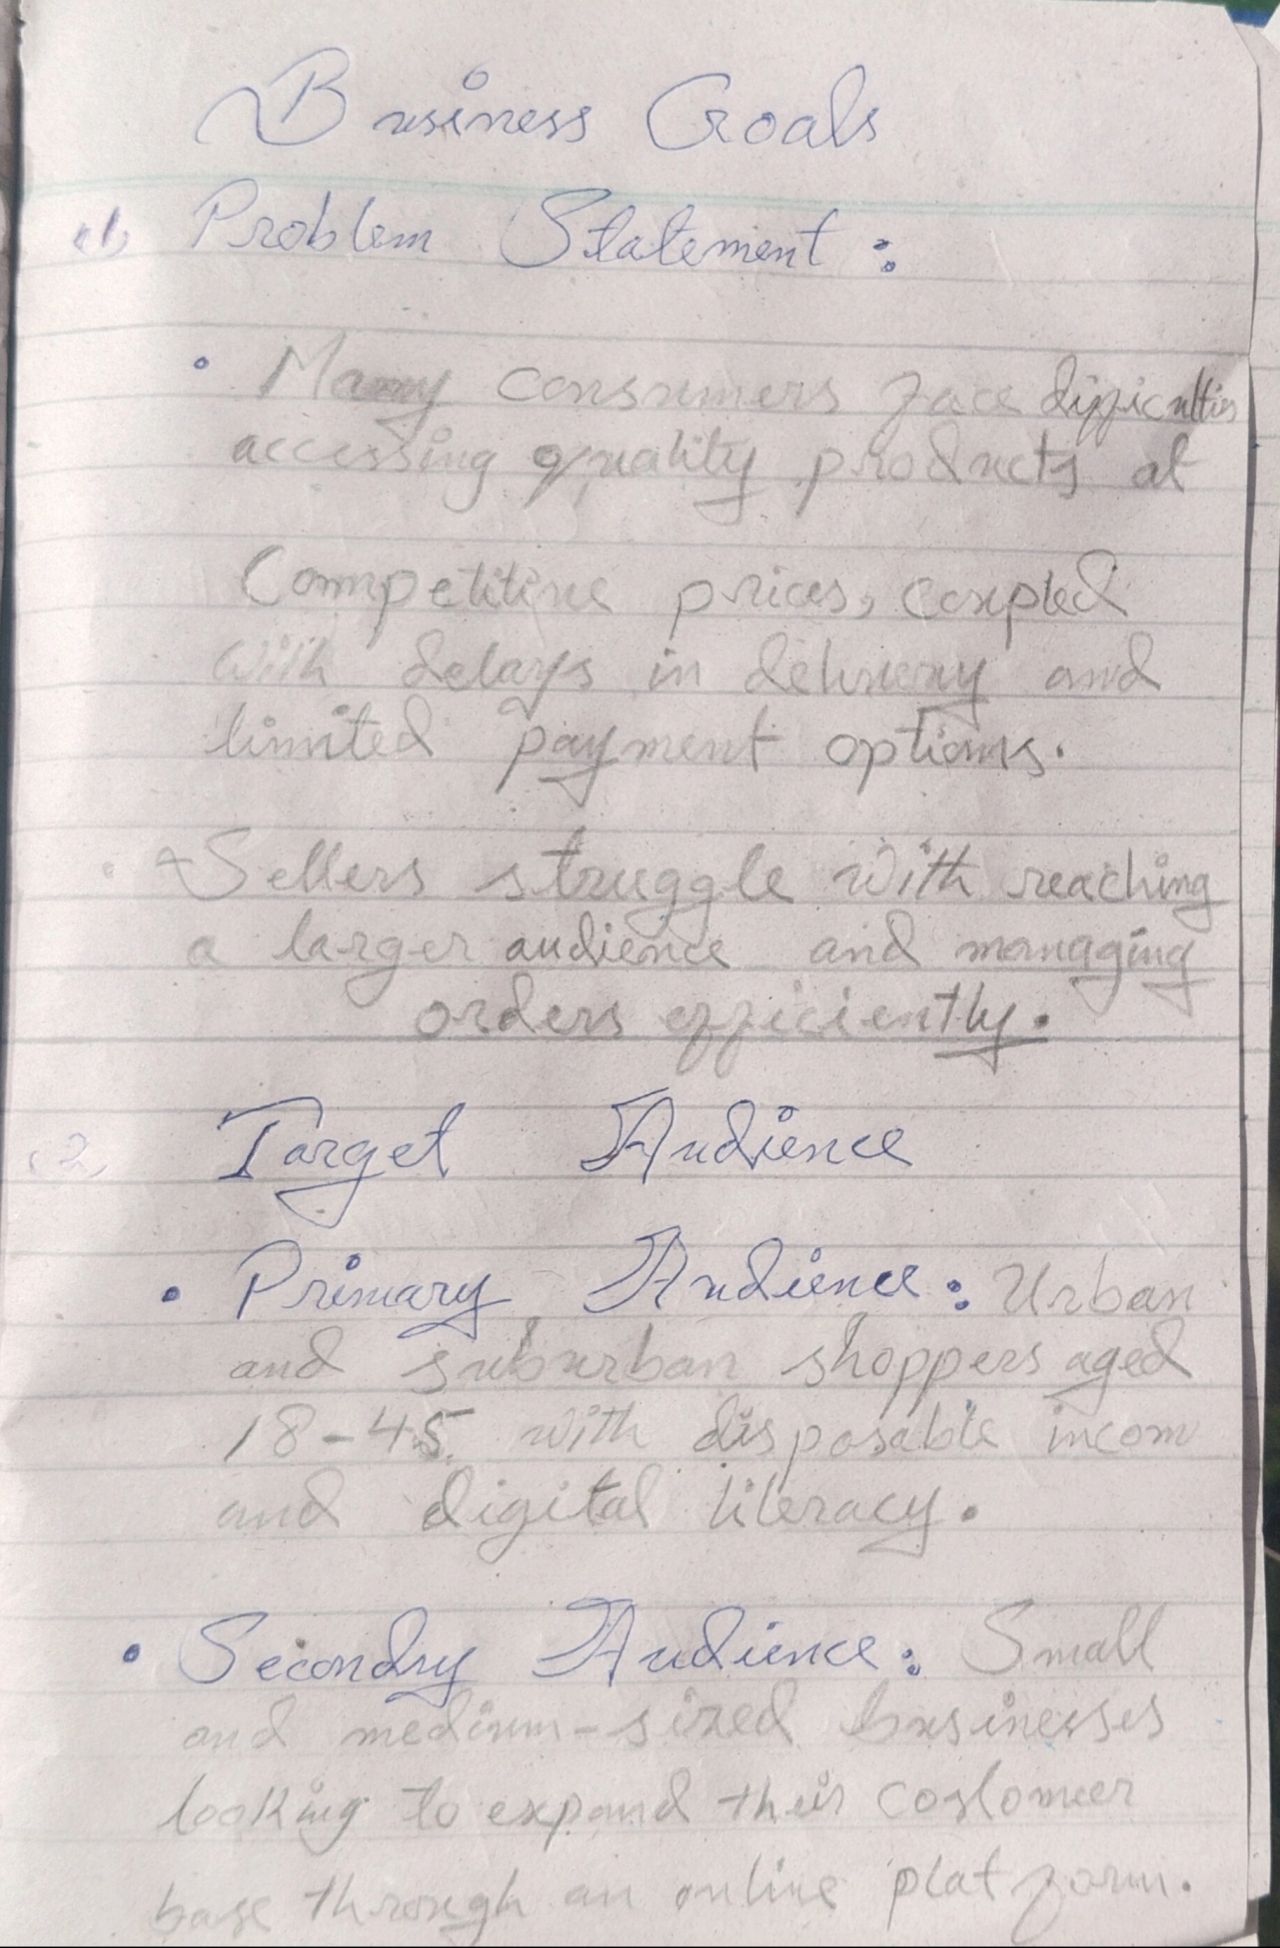 Business Goals
(1) Problem Statement :
• Many consumers face difficulties
accessing quality products at
Competitive prices, coupled
with delays in delivery and
limited payment options.
• Sellers struggle with reaching
a larger audience and managing
orders efficiently.
(2) Target Audience
• Primary Audience : Urban
and suburban shoppers aged
18-45 with disposable incom
and digital literacy.
• Secondry Audience : Small
and medium-sized businesses
looking to expand their costomer
base through an online platform.